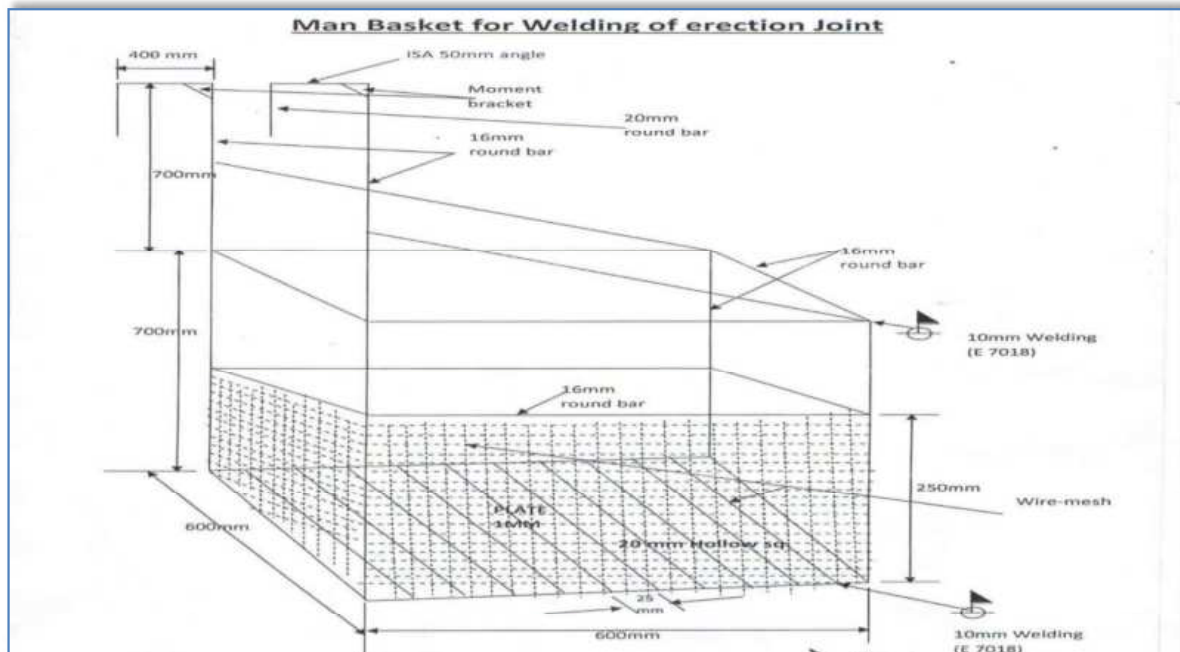 Man Basket for Welding of erection Joint
400 mm
ISA 50mm angle
Moment
bracket
20mm
round bar
16mm
round bar
700mm
16mm
round bar
700mm
10mm Welding
(E 7018)
16mm
round bar
250mm
Wire-mesh
PLATE
1MM
600mm
20 mm Hollow sq
25
mm
600mm
10mm Welding
(E 7018)